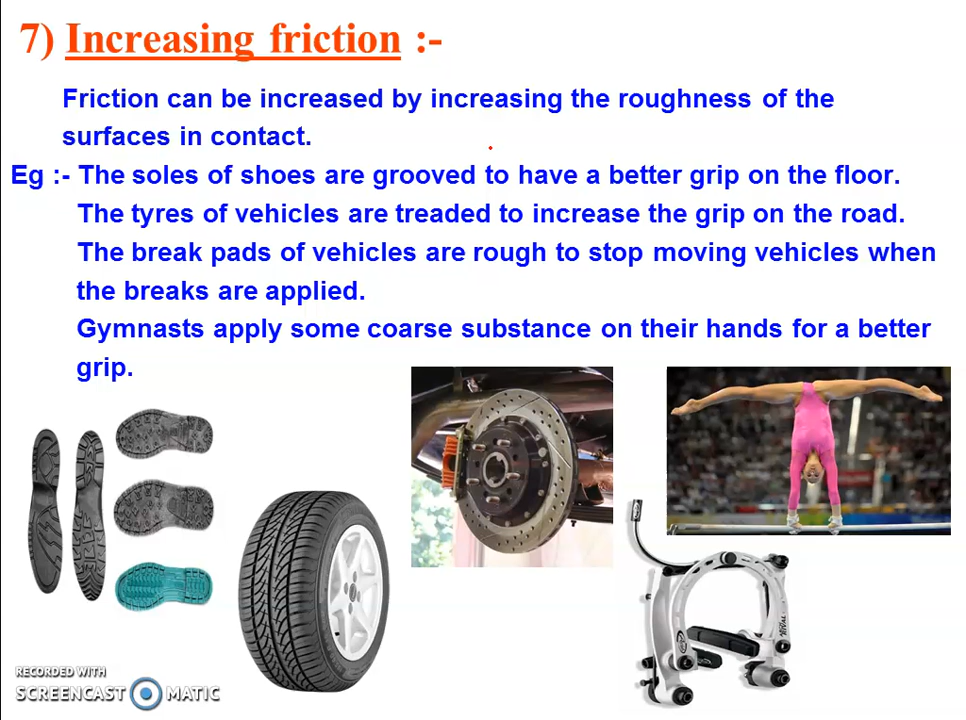 7) Increasing friction :-
Friction can be increased by increasing the roughness of the
surfaces in contact.
Eg :- The soles of shoes are grooved to have a better grip on the floor.
The tyres of vehicles are treaded to increase the grip on the road.
The break pads of vehicles are rough to stop moving vehicles when
the breaks are applied.
Gymnasts apply some coarse substance on their hands for a better
grip.
RIVAL
RECORDED WITH
SCREENCAST MATIC